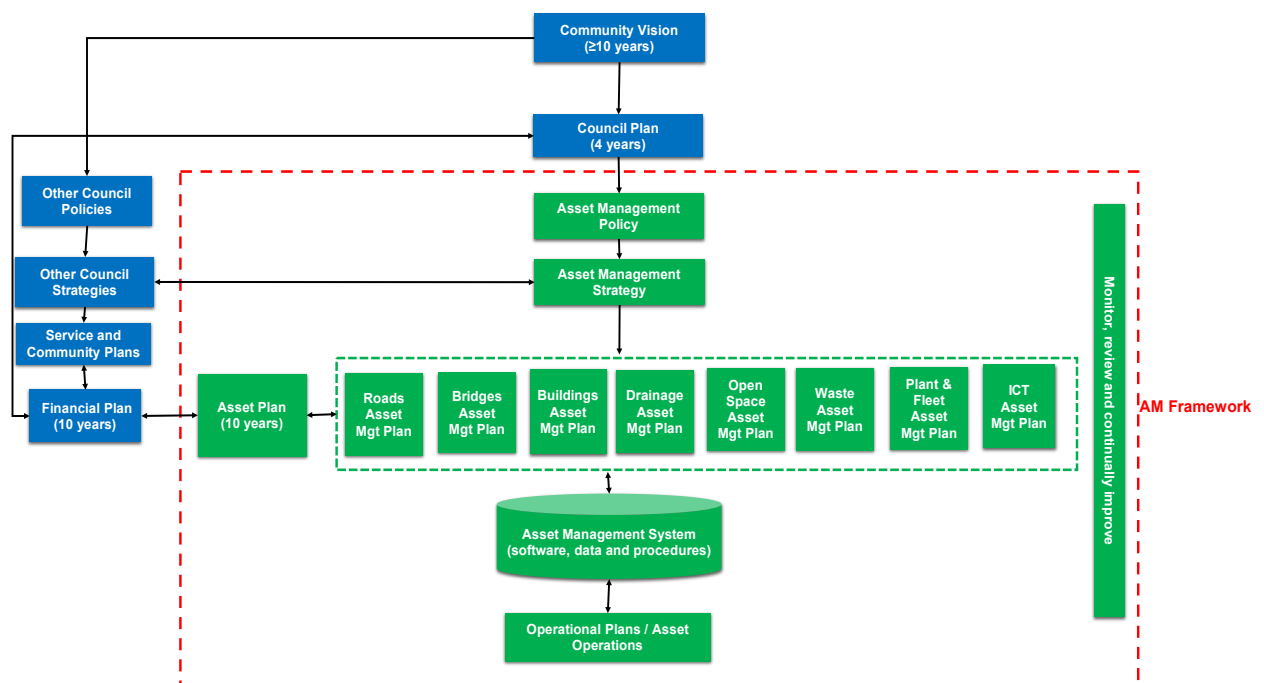 Community Vision
(≥10 years)
Council Plan
(4 years)
Other Council
Policies
Asset Management
Policy
Other Council
Strategies
Asset Management
Strategy
Service and
Community Plans
Financial Plan
(10 years)
Asset Plan
(10 years)
Roads
Asset
Mgt Plan
Bridges
Asset
Mgt Plan
Buildings
Asset
Mgt Plan
Drainage
Asset
Mgt Plan
Open
Space
Asset
Mgt Plan
Waste
Asset
Mgt Plan
Plant &
Fleet
Asset
Mgt Plan
ICT
Asset
Mgt Plan
Monitor, review and continually improve
AM Framework
Asset Management System
(software, data and procedures)
Operational Plans / Asset
Operations